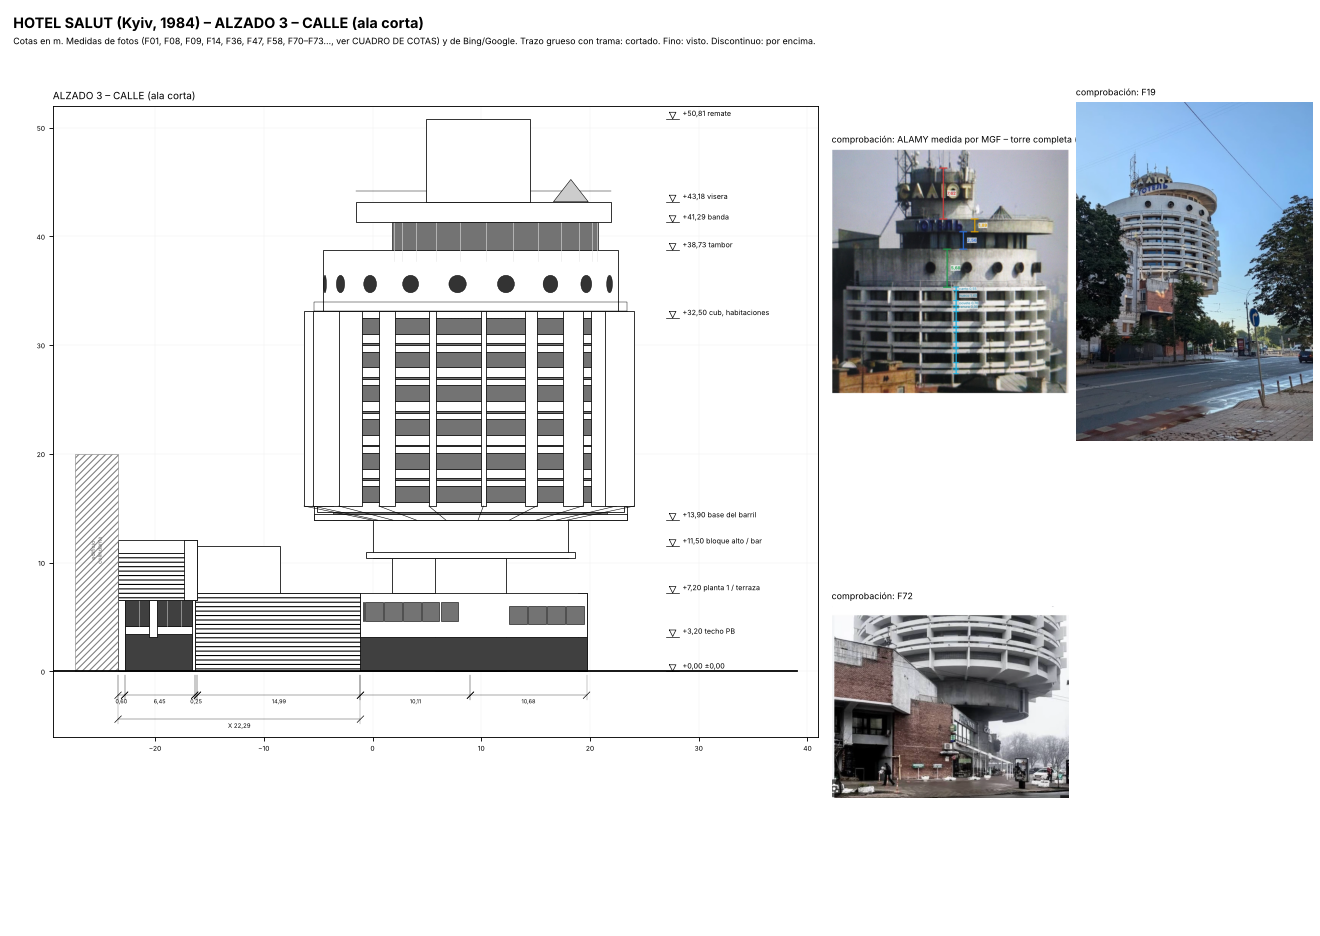 HOTEL SALUT (Kyiv, 1984) – ALZADO 3 – CALLE (ala corta)
Cotas en m. Medidas de fotos (F01, F08, F09, F14, F36, F47, F58, F70–F73..., ver CUADRO DE COTAS) y de Bing/Google. Trazo grueso con trama: cortado. Fino: visto. Discontinuo: por encima.
ALZADO 3 – CALLE (ala corta)
comprobación: F19
comprobación: ALAMY medida por MGF – torre completa
САЛЮТ
ГОТЕЛЬ
50
40
30
20
10
0
+50,81 remate
+43,18 visera
+41,29 banda
+38,73 tambor
+32,50 cub, habitaciones
+13,90 base del barril
+11,50 bloque alto / bar
+7,20 planta 1 / terraza
+3,20 techo PB
+0,00 ±0,00
0,60
6,45
0,25
14,99
10,11
10,68
X 22,29
−20
−10
0
10
20
30
40
comprobación: F72